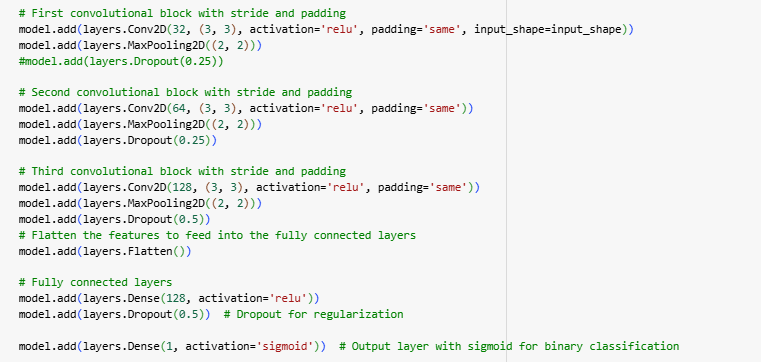 # First convolutional block with stride and padding
model.add(layers.Conv2D(32, (3, 3), activation='relu', padding='same', input_shape=input_shape))
model.add(layers.MaxPooling2D((2, 2)))
#model.add(layers.Dropout(0.25))
# Second convolutional block with stride and padding
model.add(layers.Conv2D(64, (3, 3), activation='relu', padding='same'))
model.add(layers.MaxPooling2D((2, 2)))
model.add(layers.Dropout(0.25))
# Third convolutional block with stride and padding
model.add(layers.Conv2D(128, (3, 3), activation='relu', padding='same'))
model.add(layers.MaxPooling2D((2, 2)))
model.add(layers.Dropout(0.5))
# Flatten the features to feed into the fully connected layers
model.add(layers.Flatten())
# Fully connected layers
model.add(layers.Dense(128, activation='relu'))
model.add(layers.Dropout(0.5))  # Dropout for regularization
model.add(layers.Dense(1, activation='sigmoid'))  # Output layer with sigmoid for binary classification